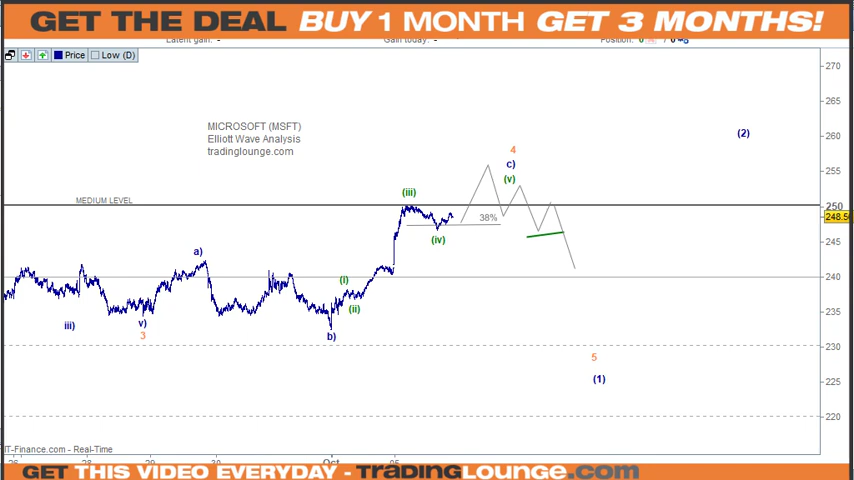 GET THE DEAL BUY 1 MONTH GET 3 MONTHS!
Latent gain: -
Gain today: -
Position: 0
Price
Low (D)
270
265
260
255
250
248.5
245
240
235
230
225
220
MICROSOFT (MSFT)
Elliott Wave Analysis
tradinglounge.com
(2)
4
c)
(v)
MEDIUM LEVEL
(iii)
38%
(iv)
a)
(i)
(ii)
iii)
v)
3
b)
5
(1)
IT-Finance.com - Real-Time
Oct
GET THIS VIDEO EVERYDAY - TRADINGLOUNGE.COM